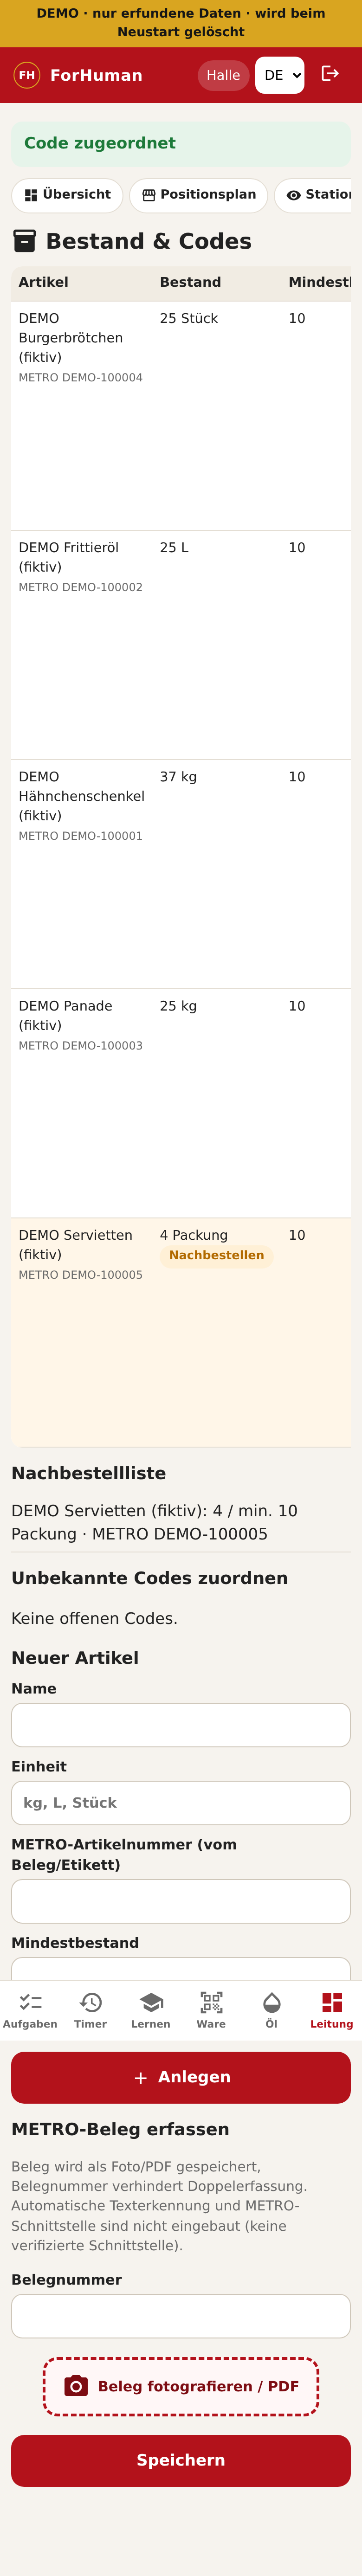 DEMO · nur erfundene Daten · wird beim
Neustart gelöscht
FH ForHuman Halle DE
Code zugeordnet
Übersicht Positionsplan Station
Bestand & Codes
Artikel Bestand Mindest
DEMO 25 Stück 10
Burgerbrötchen
(fiktiv)
METRO DEMO-100004
DEMO Frittieröl 25 L 10
(fiktiv)
METRO DEMO-100002
DEMO 37 kg 10
Hähnchenschenkel
(fiktiv)
METRO DEMO-100001
DEMO Panade 25 kg 10
(fiktiv)
METRO DEMO-100003
DEMO Servietten 4 Packung 10
(fiktiv) Nachbestellen
METRO DEMO-100005
Nachbestellliste
DEMO Servietten (fiktiv): 4 / min. 10
Packung · METRO DEMO-100005
Unbekannte Codes zuordnen
Keine offenen Codes.
Neuer Artikel
Name
Einheit
kg, L, Stück
METRO-Artikelnummer (vom
Beleg/Etikett)
Mindestbestand
Aufgaben Timer Lernen Ware Öl Leitung
+ Anlegen
METRO-Beleg erfassen
Beleg wird als Foto/PDF gespeichert,
Belegnummer verhindert Doppelerfassung.
Automatische Texterkennung und METRO-
Schnittstelle sind nicht eingebaut (keine
verifizierte Schnittstelle).
Belegnummer
Beleg fotografieren / PDF
Speichern